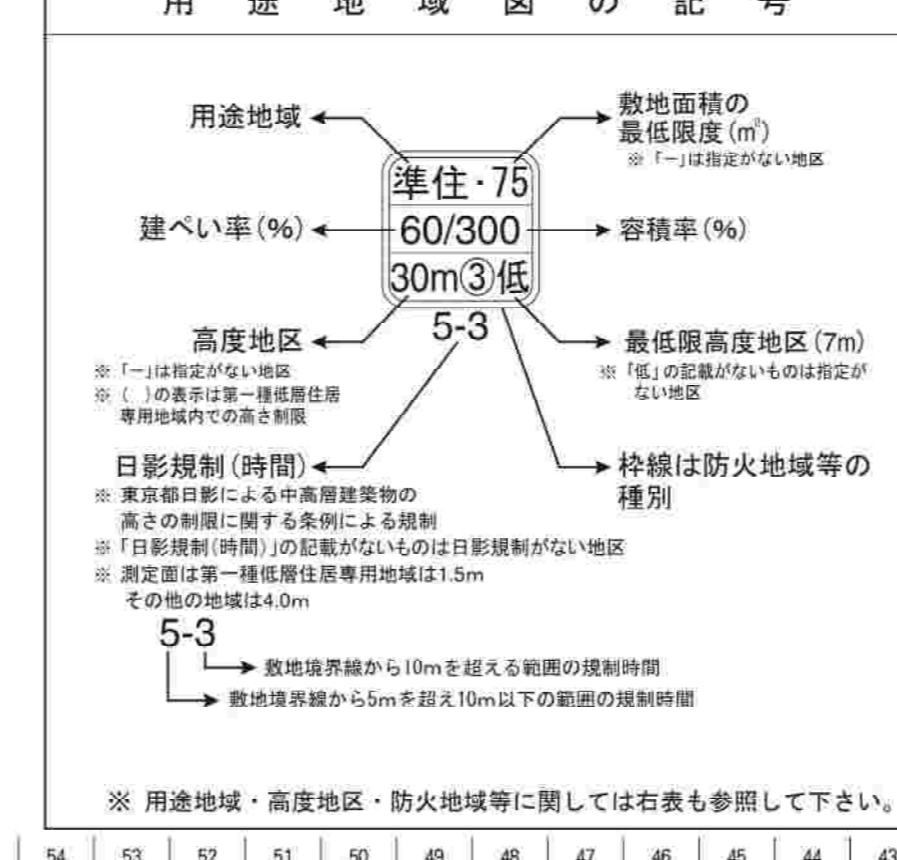 用途地域図の記号
用途地域
敷地面積の
最低限度(㎡)
※「−」は指定がない地区
準住・75
建ぺい率(%)
60/300
容積率(%)
30m③低
5-3
高度地区
※「−」は指定がない地区
※( )の表示は第一種低層住居
専用地域内での高さ制限
最低限高度地区(7m)
※「低」の記載がないものは指定が
ない地区
日影規制(時間)
※ 東京都日影による中高層建築物の
高さの制限に関する条例による規制
※「日影規制(時間)」の記載がないものは日影規制がない地区
※ 測定面は第一種低層住居専用地域は1.5m
その他の地域は4.0m
枠線は防火地域等の
種別
5-3
敷地境界線から10mを超える範囲の規制時間
敷地境界線から5mを超え10m以下の範囲の規制時間
※ 用途地域・高度地区・防火地域等に関しては右表も参照して下さい。
54 53 52 51 50 49 48 47 46 45 44 43